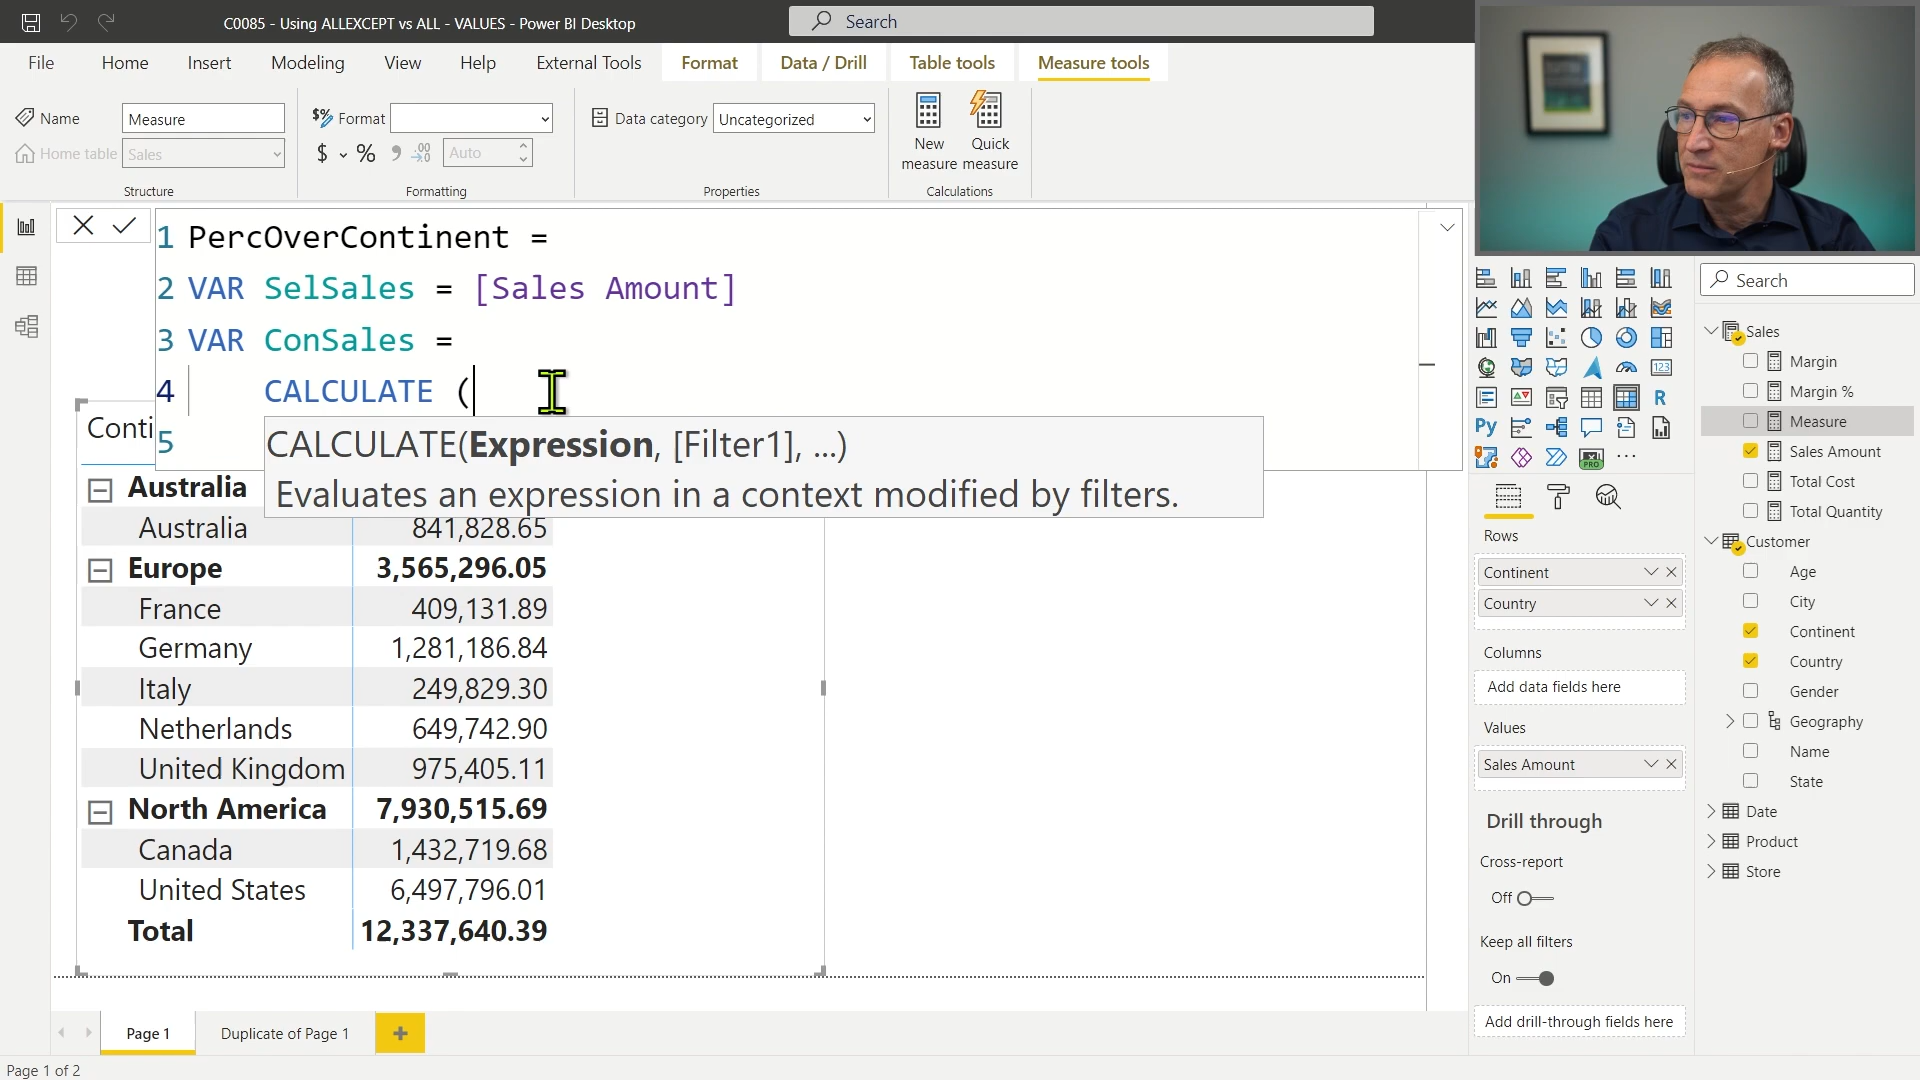 C0085 - Using ALLEXCEPT vs ALL - VALUES - Power BI Desktop
Search
File
Home
Insert
Modeling
View
Help
External Tools
Format
Data / Drill
Table tools
Measure tools
Name
Measure
Home table
Sales
Structure
$%
Format
$
%
,
.00
Auto
Formatting
Data category
Uncategorized
Properties
New
measure
Quick
measure
Calculations
1 PercOverContinent =
2 VAR SelSales = [Sales Amount]
3 VAR ConSales =
4 CALCULATE (
5
CALCULATE(Expression, [Filter1], ...)
Evaluates an expression in a context modified by filters.
Conti
Australia
Australia 841,828.65
Europe 3,565,296.05
France 409,131.89
Germany 1,281,186.84
Italy 249,829.30
Netherlands 649,742.90
United Kingdom 975,405.11
North America 7,930,515.69
Canada 1,432,719.68
United States 6,497,796.01
Total 12,337,640.39
123
R
Py
PRO
...
Rows
Continent
Country
Columns
Add data fields here
Values
Sales Amount
Drill through
Cross-report
Off
Keep all filters
On
Add drill-through fields here
Search
Sales
Margin
Margin %
Measure
Sales Amount
Total Cost
Total Quantity
Customer
Age
City
Continent
Country
Gender
Geography
Name
State
Date
Product
Store
Page 1
Duplicate of Page 1
+
Page 1 of 2